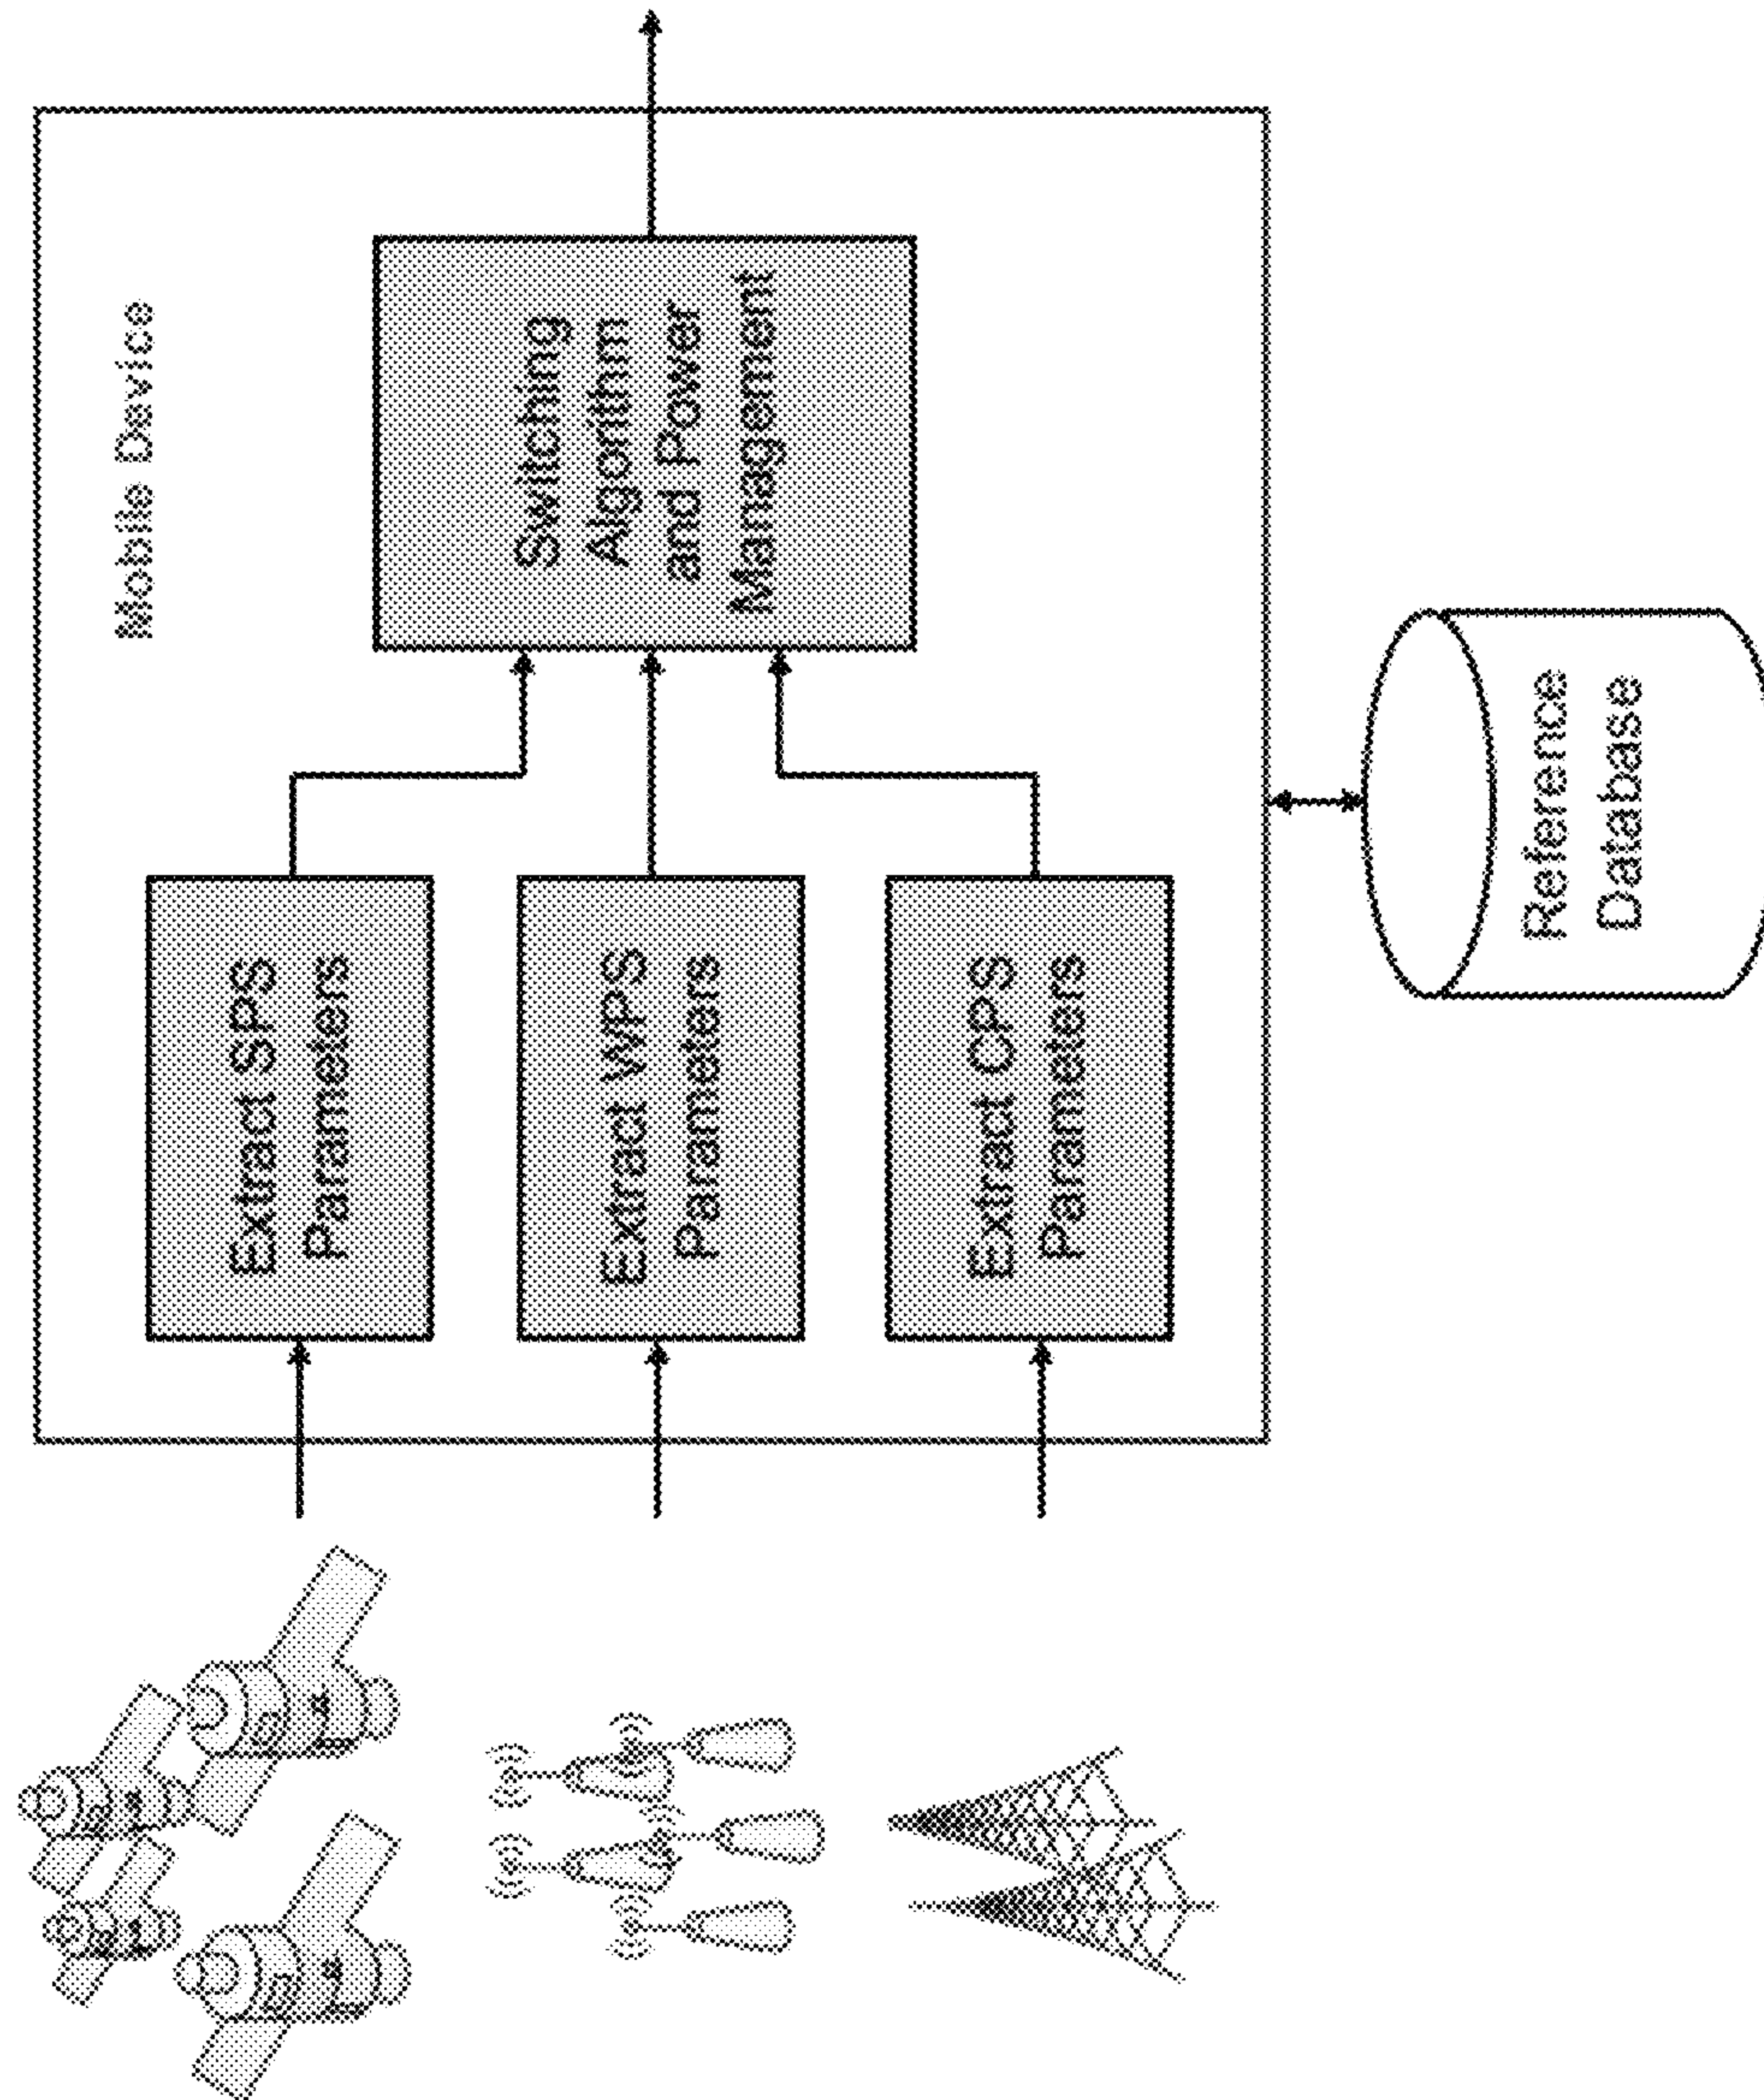 Mobile Device
Extract SPS
Parameters
Extract WPS
Parameters
Extract CPS
Parameters
Switching
Algorithm
and Power
Management
Reference
Database